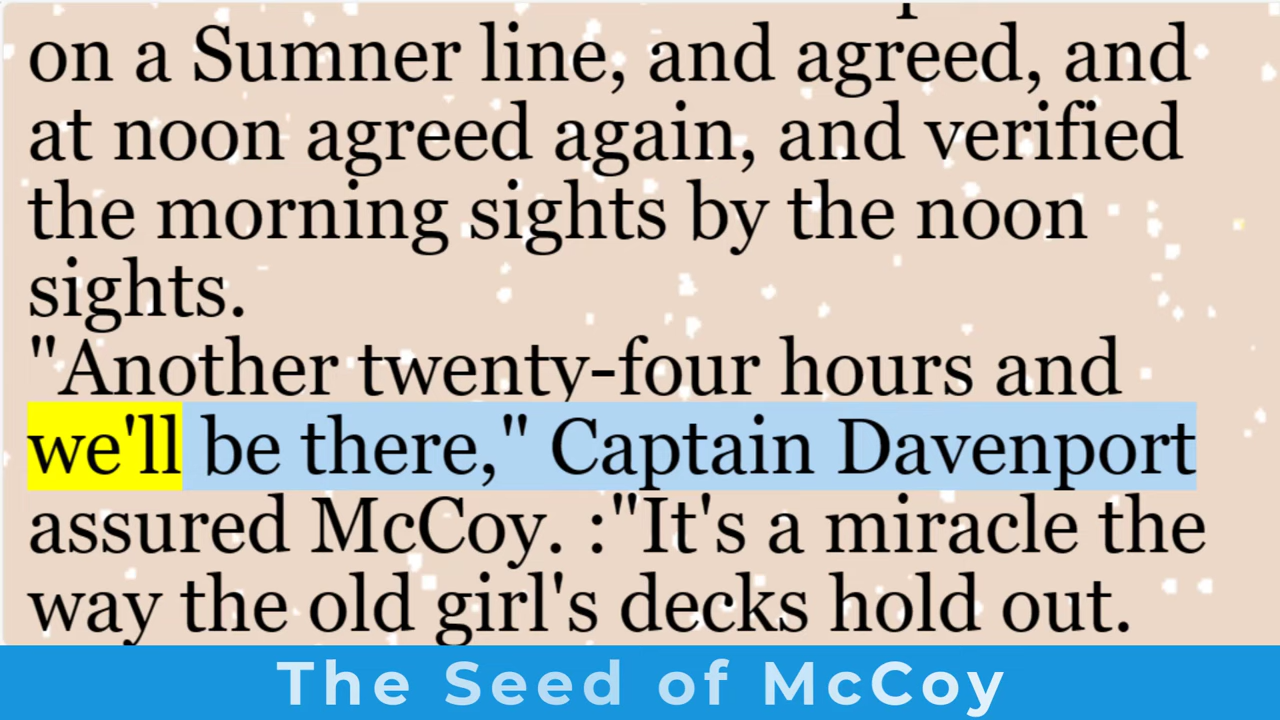 on a Sumner line, and agreed, and
at noon agreed again, and verified
the morning sights by the noon
sights.
"Another twenty-four hours and
we'll be there," Captain Davenport
assured McCoy. :"It's a miracle the
way the old girl's decks hold out.
The Seed of McCoy